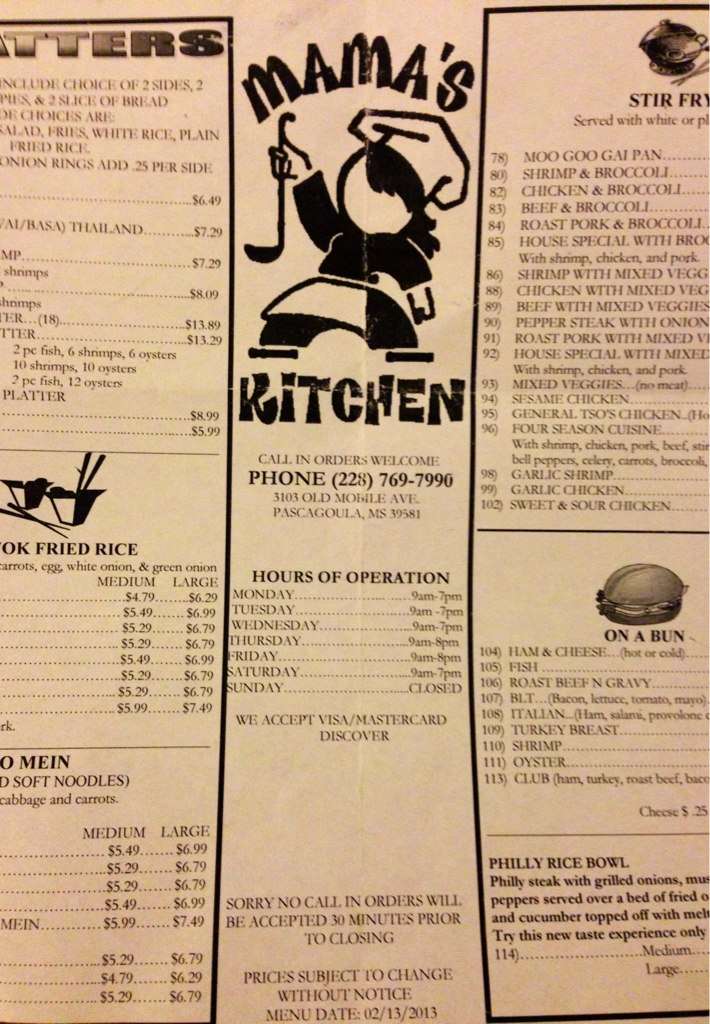 ATTERS
INCLUDE CHOICE OF 2 SIDES, 2
PIES, & 2 SLICE OF BREAD
DE CHOICES ARE:
SALAD, FRIES, WHITE RICE, PLAIN
FRIED RICE.
ONION RINGS ADD .25 PER SIDE
$6.49
VAI/BASA) THAILAND..........$7.29
MP..............................$7.29
shrimps
$8.09
shrimps
TER...(18)..........................$13.89
TTER................................$13.29
2 pc fish, 6 shrimps, 6 oysters
10 shrimps, 10 oysters
2 pc fish, 12 oysters
PLATTER
$8.99
$5.99
OK FRIED RICE
carrots, egg, white onion, & green onion
MEDIUM LARGE
$4.79.......$6.29
$5.49.......$6.99
$5.29.......$6.79
$5.29.......$6.79
$5.49.......$6.99
$5.29.......$6.79
$5.29.......$6.79
$5.99.......$7.49
rk.
O MEIN
D SOFT NOODLES)
cabbage and carrots.
MEDIUM LARGE
$5.49.......$6.99
$5.29.......$6.79
$5.29.......$6.79
$5.49.......$6.99
MEIN..........$5.99.......$7.49
$5.29.......$6.79
$4.79.......$6.29
$5.29.......$6.79
MAMA'S
KITCHEN
CALL IN ORDERS WELCOME
PHONE (228) 769-7990
3103 OLD MOBILE AVE.
PASCAGOULA, MS 39581
HOURS OF OPERATION
MONDAY..........................9am-7pm
TUESDAY.........................9am -7pm
WEDNESDAY.....................9am-7pm
THURSDAY.......................9am-8pm
FRIDAY............................9am-8pm
SATURDAY.......................9am-7pm
SUNDAY..........................CLOSED
WE ACCEPT VISA/MASTERCARD
DISCOVER
SORRY NO CALL IN ORDERS WILL
BE ACCEPTED 30 MINUTES PRIOR
TO CLOSING
PRICES SUBJECT TO CHANGE
WITHOUT NOTICE
MENU DATE: 02/13/2013
STIR FRY
Served with white or pl
78) MOO GOO GAI PAN..........
80) SHRIMP & BROCCOLI.......
82) CHICKEN & BROCCOLI......
83) BEEF & BROCCOLI..........
84) ROAST PORK & BROCCOLI...
85) HOUSE SPECIAL WITH BROC
With shrimp, chicken, and pork.
86) SHRIMP WITH MIXED VEGG
88) CHICKEN WITH MIXED VEG
89) BEEF WITH MIXED VEGGIES
90) PEPPER STEAK WITH ONION
91) ROAST PORK WITH MIXED VE
92) HOUSE SPECIAL WITH MIXED
With shrimp, chicken, and pork
93) MIXED VEGGIES...(no meat)......
94) SESAME CHICKEN..............
95) GENERAL TSO'S CHICKEN..(Ho
96) FOUR SEASON CUISINE.........
With shrimp, chicken, pork, beef, stir
bell peppers, celery, carrots, broccoli,
98) GARLIC SHRIMP................
99) GARLIC CHICKEN...............
102) SWEET & SOUR CHICKEN......
ON A BUN
104) HAM & CHEESE...(hot or cold).....
105) FISH ...........................
106) ROAST BEEF N GRAVY..........
107) BLT...(Bacon, lettuce, tomato, mayo).
108) ITALIAN...(Ham, salami, provolone c
109) TURKEY BREAST................
110) SHRIMP.........................
111) OYSTER.........................
113) CLUB (ham, turkey, roast beef, baco
Cheese $ .25
PHILLY RICE BOWL
Philly steak with grilled onions, mus
peppers served over a bed of fried o
and cucumber topped off with melt
Try this new taste experience only
114)..........................Medium......
Large......